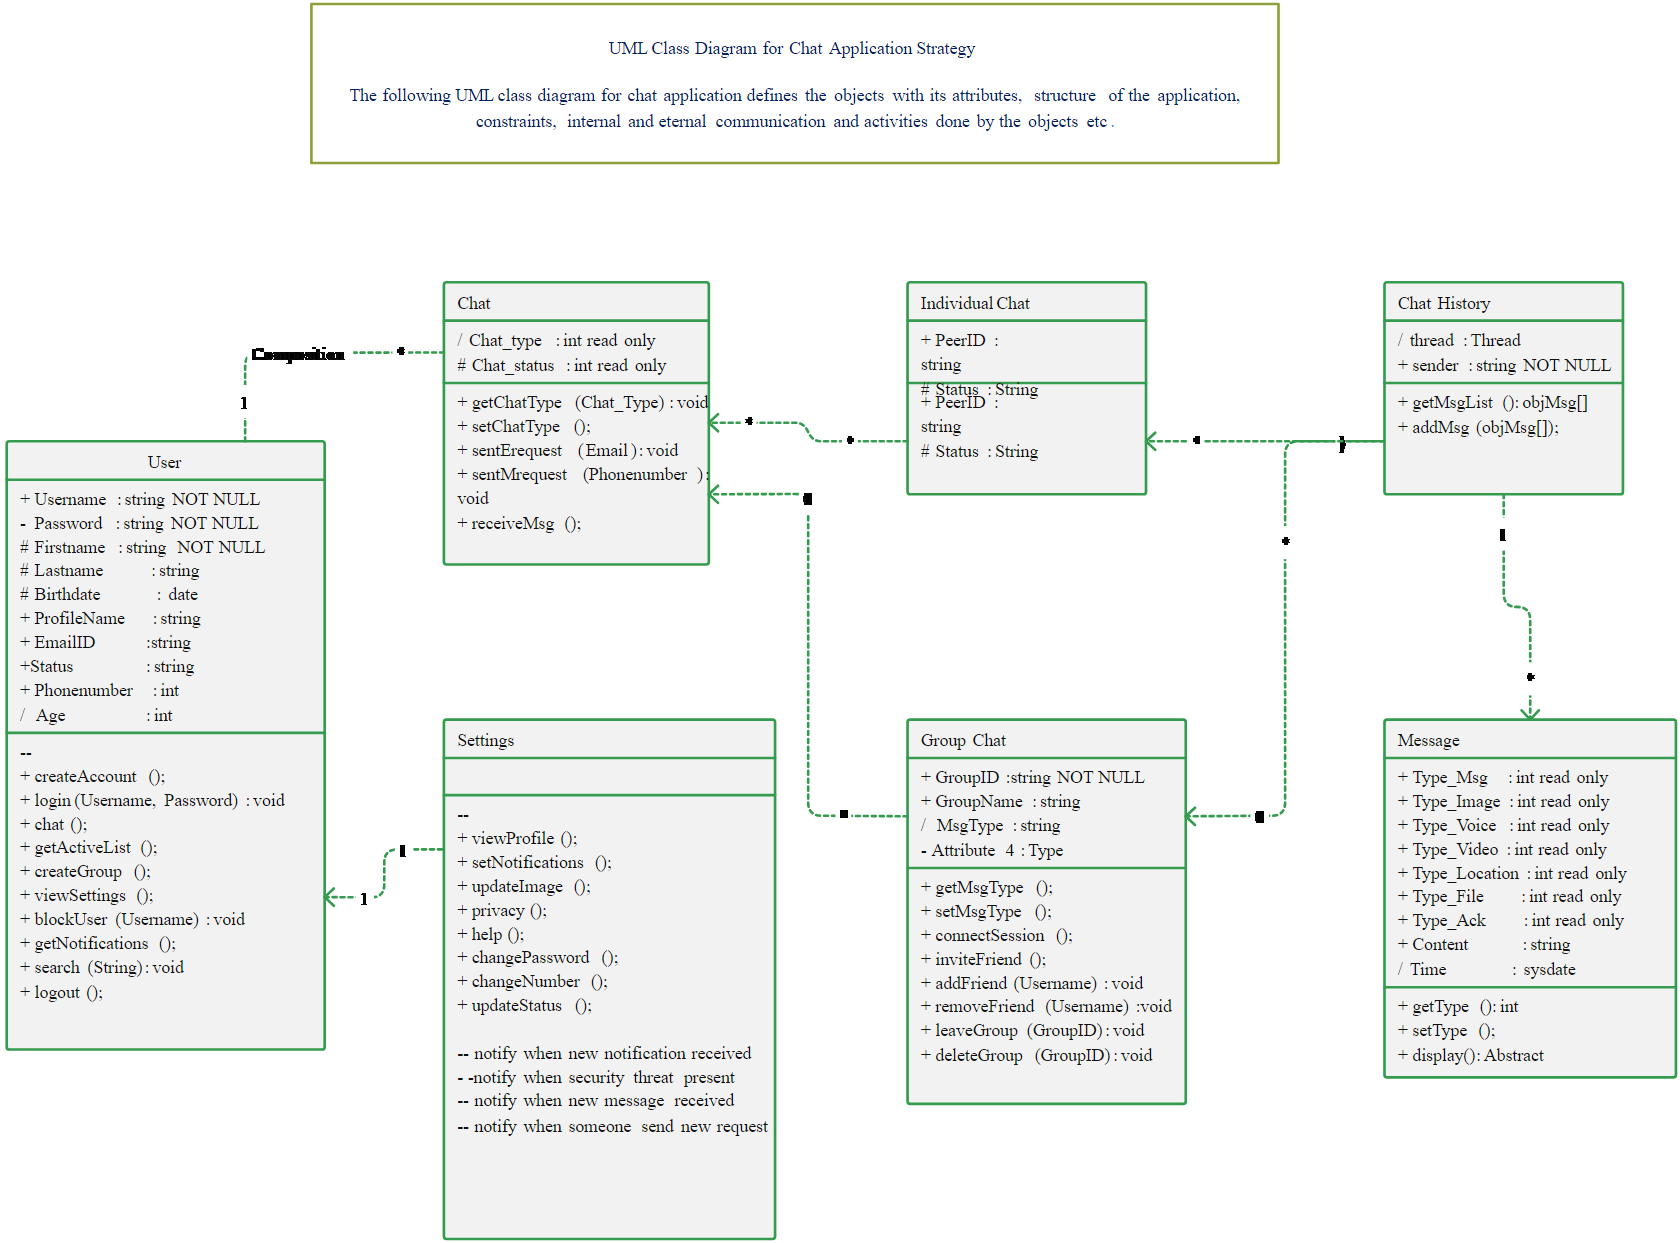 UML Class Diagram for Chat Application Strategy
The following UML class diagram for chat application defines the objects with its attributes, structure of the application,
constraints, internal and eternal communication and activities done by the objects etc .
Composition
*
1
User
+ Username : string NOT NULL
- Password : string NOT NULL
# Firstname : string NOT NULL
# Lastname : string
# Birthdate : date
+ ProfileName : string
+ EmailID :string
+Status : string
+ Phonenumber : int
/ Age : int
--
+ createAccount ();
+ login (Username, Password) : void
+ chat ();
+ getActiveList ();
+ createGroup ();
+ viewSettings ();
+ blockUser (Username) : void
+ getNotifications ();
+ search (String) : void
+ logout ();
Chat
/ Chat_type : int read only
# Chat_status : int read only
+ getChatType (Chat_Type) : void
+ setChatType ();
+ sentErequest (Email) : void
+ sentMrequest (Phonenumber ):
void
+ receiveMsg ();
*
*
Individual Chat
+ PeerID :
string
# Status : String
+ PeerID :
string
# Status : String
*
*
Chat History
/ thread : Thread
+ sender : string NOT NULL
+ getMsgList () : objMsg[]
+ addMsg (objMsg[]);
*
Settings
--
+ viewProfile ();
+ setNotifications ();
+ updateImage ();
+ privacy ();
+ help ();
+ changePassword ();
+ changeNumber ();
+ updateStatus ();
-- notify when new notification received
- -notify when security threat present
-- notify when new message received
-- notify when someone send new request
1
Group Chat
+ GroupID :string NOT NULL
+ GroupName : string
/ MsgType : string
- Attribute 4 : Type
+ getMsgType ();
+ setMsgType ();
+ connectSession ();
+ inviteFriend ();
+ addFriend (Username) : void
+ removeFriend (Username) :void
+ leaveGroup (GroupID) : void
+ deleteGroup (GroupID) : void
Message
+ Type_Msg : int read only
+ Type_Image : int read only
+ Type_Voice : int read only
+ Type_Video : int read only
+ Type_Location : int read only
+ Type_File : int read only
+ Type_Ack : int read only
+ Content : string
/ Time : sysdate
+ getType () : int
+ setType ();
+ display() : Abstract